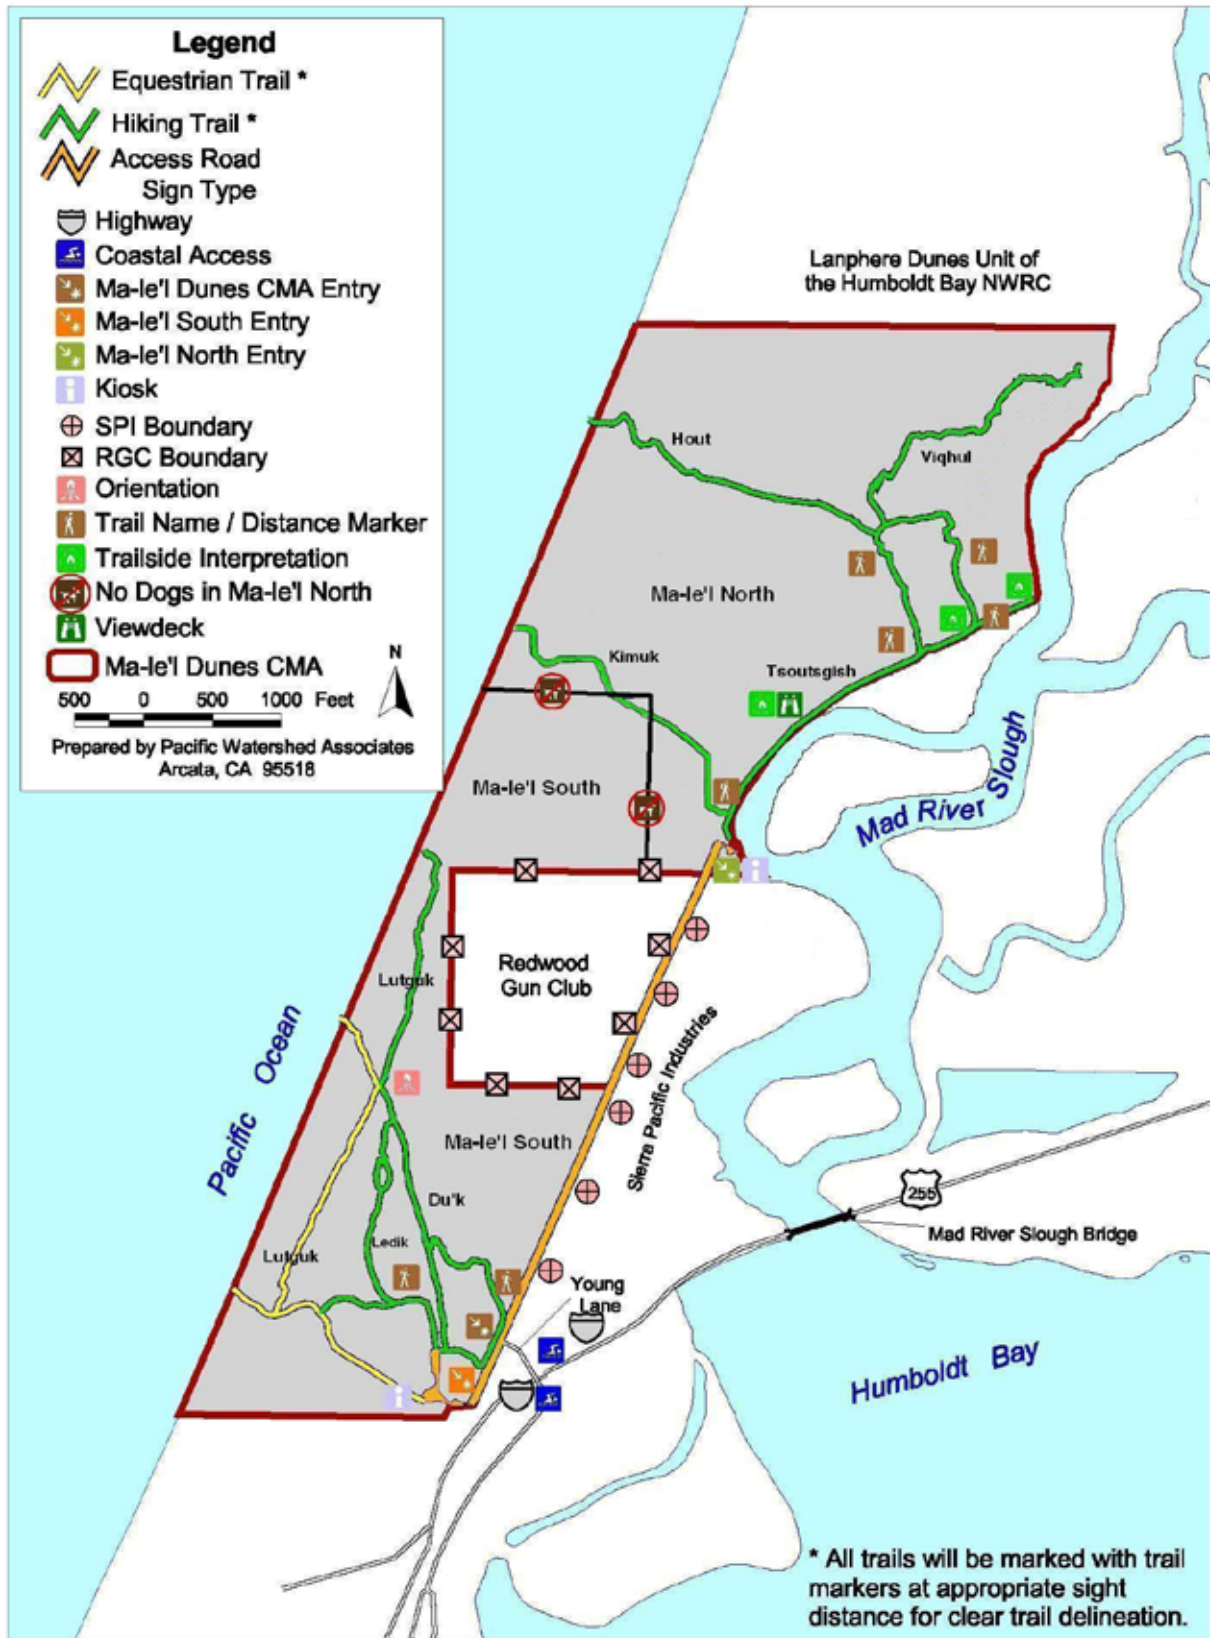 Legend
Equestrian Trail *
Hiking Trail *
Access Road
Sign Type
Highway
Coastal Access
Ma-le'l Dunes CMA Entry
Ma-le'l South Entry
Ma-le'l North Entry
Kiosk
SPI Boundary
RGC Boundary
Orientation
Trail Name / Distance Marker
Trailside Interpretation
No Dogs in Ma-le'l North
Viewdeck
Ma-le'l Dunes CMA
N
500 0 500 1000 Feet
Prepared by Pacific Watershed Associates
Arcata, CA 95518
Lanphere Dunes Unit of
the Humboldt Bay NWRC
Hout
Viqhul
Ma-le'l North
Kimuk
Tsoutsgish
Ma-le'l South
Mad River Slough
Redwood
Gun Club
Lutguk
Pacific Ocean
Sierra Pacific Industries
Ma-le'l South
Du'k
Ledik
Lutguk
255
Mad River Slough Bridge
Young
Lane
Humboldt Bay
* All trails will be marked with trail
markers at appropriate sight
distance for clear trail delineation.